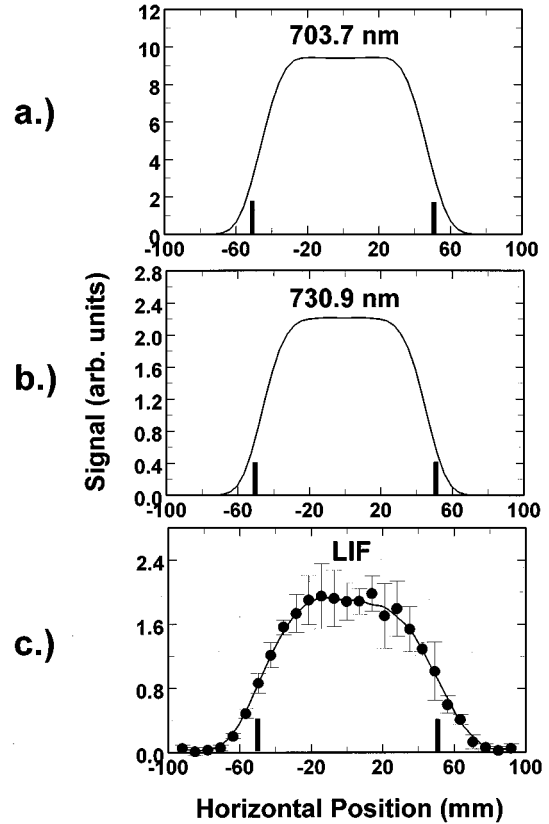 12
703.7 nm
10
8
a.)
6
4
2
0
-100 -60 -20 20 60 100
2.8
730.9 nm
2.4
2.0
1.6
b.)
1.2
0.8
0.4
0.0
-100 -60 -20 20 60 100
Signal (arb. units)
LIF
2.4
1.6
c.)
0.8
0.0
-100 -60 -20 20 60 100
Horizontal Position (mm)